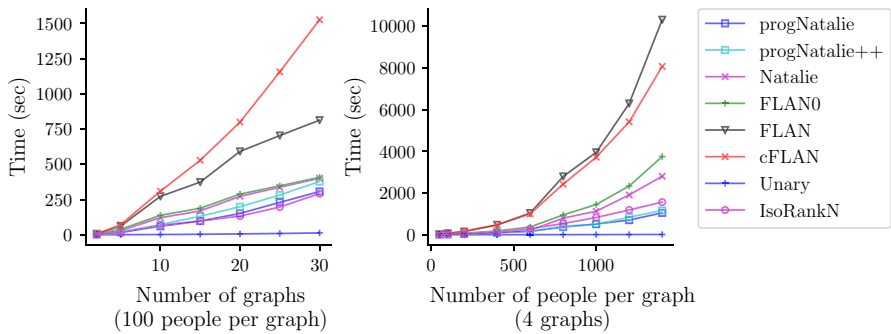 1500
1250
1000
750
500
250
0
Time (sec)
10
20
30
Number of graphs
(100 people per graph)
10000
8000
6000
4000
2000
0
Time (sec)
0
500
1000
Number of people per graph
(4 graphs)
progNatalie
progNatalie++
Natalie
FLAN0
FLAN
cFLAN
Unary
IsoRankN